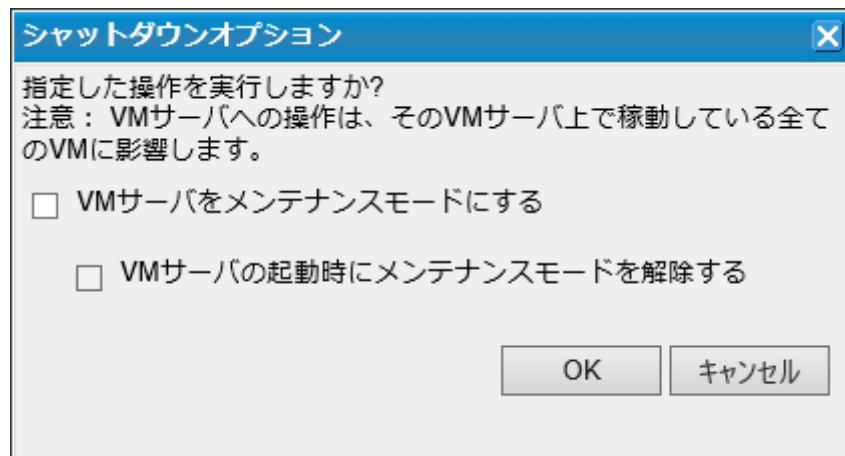 シャットダウンオプション
指定した操作を実行しますか?
注意： VMサーバへの操作は、そのVMサーバ上で稼動している全て
のVMに影響します。
VMサーバをメンテナンスモードにする
VMサーバの起動時にメンテナンスモードを解除する
OK キャンセル